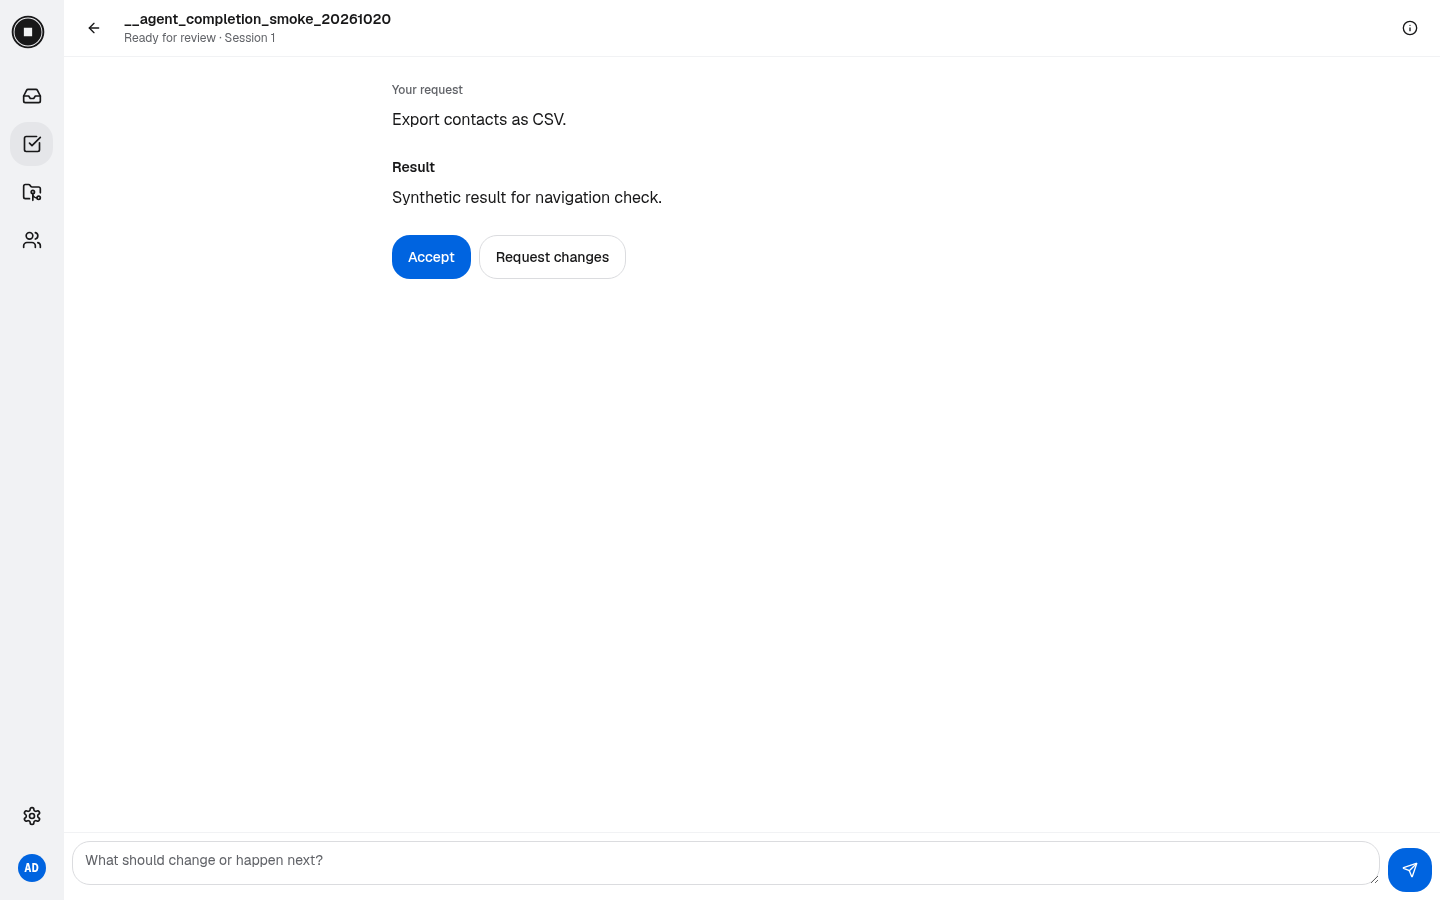 __agent_completion_smoke_20261020
Ready for review · Session 1
Your request
Export contacts as CSV.
Result
Synthetic result for navigation check.
Accept
Request changes
AD
What should change or happen next?